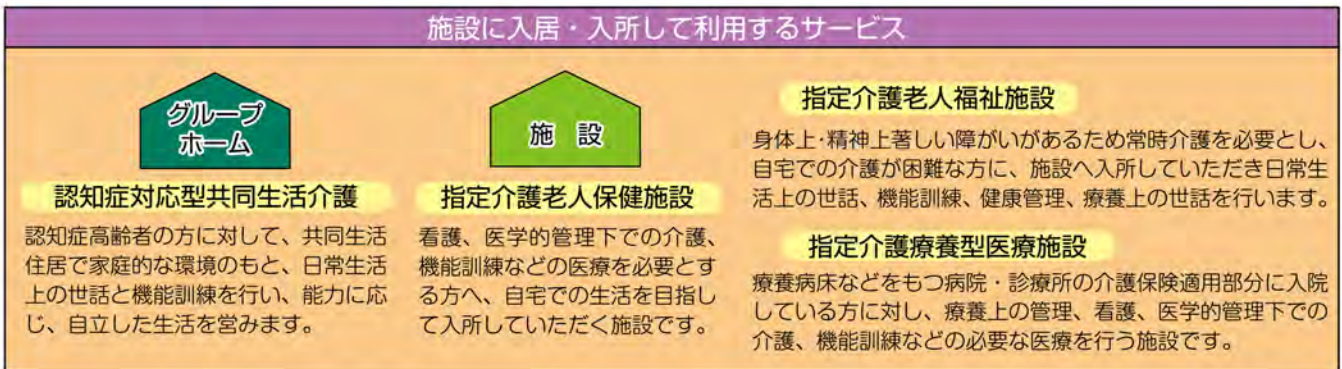 施設に入居・入所して利用するサービス
グループ
ホーム
認知症対応型共同生活介護
認知症高齢者の方に対して、共同生活
住居で家庭的な環境のもと、日常生活
上の世話と機能訓練を行い、能力に応
じ、自立した生活を営みます。
施 設
指定介護老人保健施設
看護、医学的管理下での介護、
機能訓練などの医療を必要とす
る方へ、自宅での生活を目指し
て入所していただく施設です。
指定介護老人福祉施設
身体上・精神上著しい障がいがあるため常時介護を必要とし、
自宅での介護が困難な方に、施設へ入所していただき日常生
活上の世話、機能訓練、健康管理、療養上の世話を行います。
指定介護療養型医療施設
療養病床などをもつ病院・診療所の介護保険適用部分に入院
している方に対し、療養上の管理、看護、医学的管理下での
介護、機能訓練などの必要な医療を行う施設です。